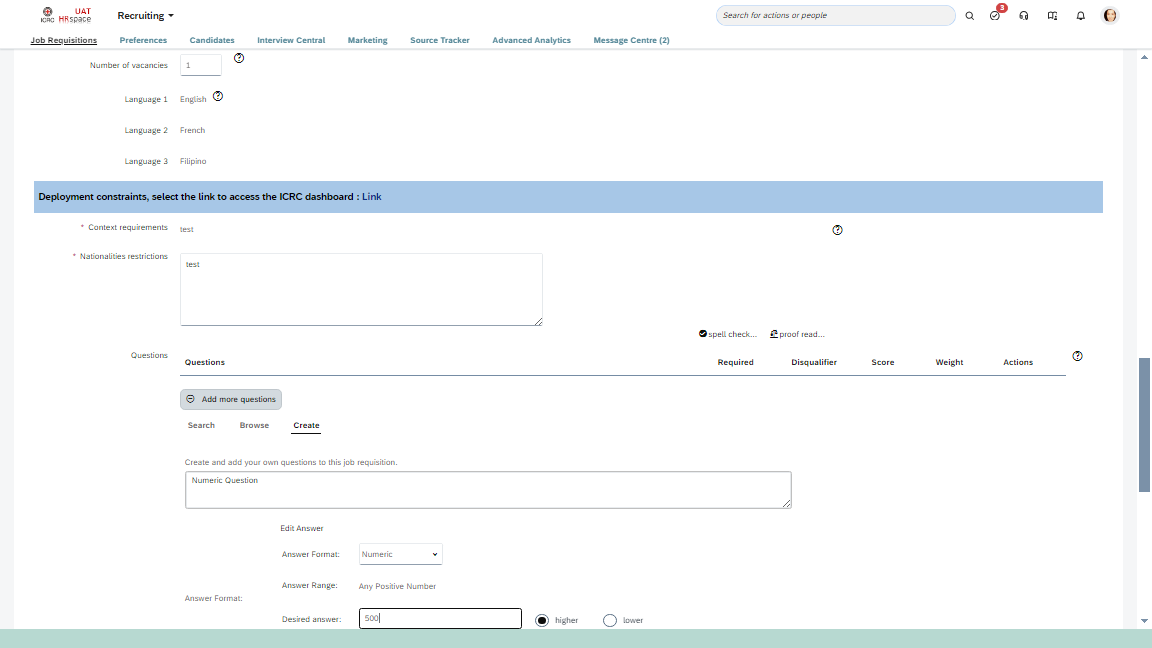 UAT
ICRC HRspace
Recruiting
Search for actions or people
3
Job Requisitions Preferences Candidates Interview Central Marketing Source Tracker Advanced Analytics Message Centre (2)
Number of vacancies 1
Language 1 English
Language 2 French
Language 3 Filipino
Deployment constraints, select the link to access the ICRC dashboard : Link
* Context requirements test
* Nationalities restrictions test
spell check... proof read...
Questions
Questions Required Disqualifier Score Weight Actions
Add more questions
Search Browse Create
Create and add your own questions to this job requisition.
Numeric Question
Edit Answer
Answer Format: Numeric
Answer Range: Any Positive Number
Answer Format:
Desired answer: 500 higher lower